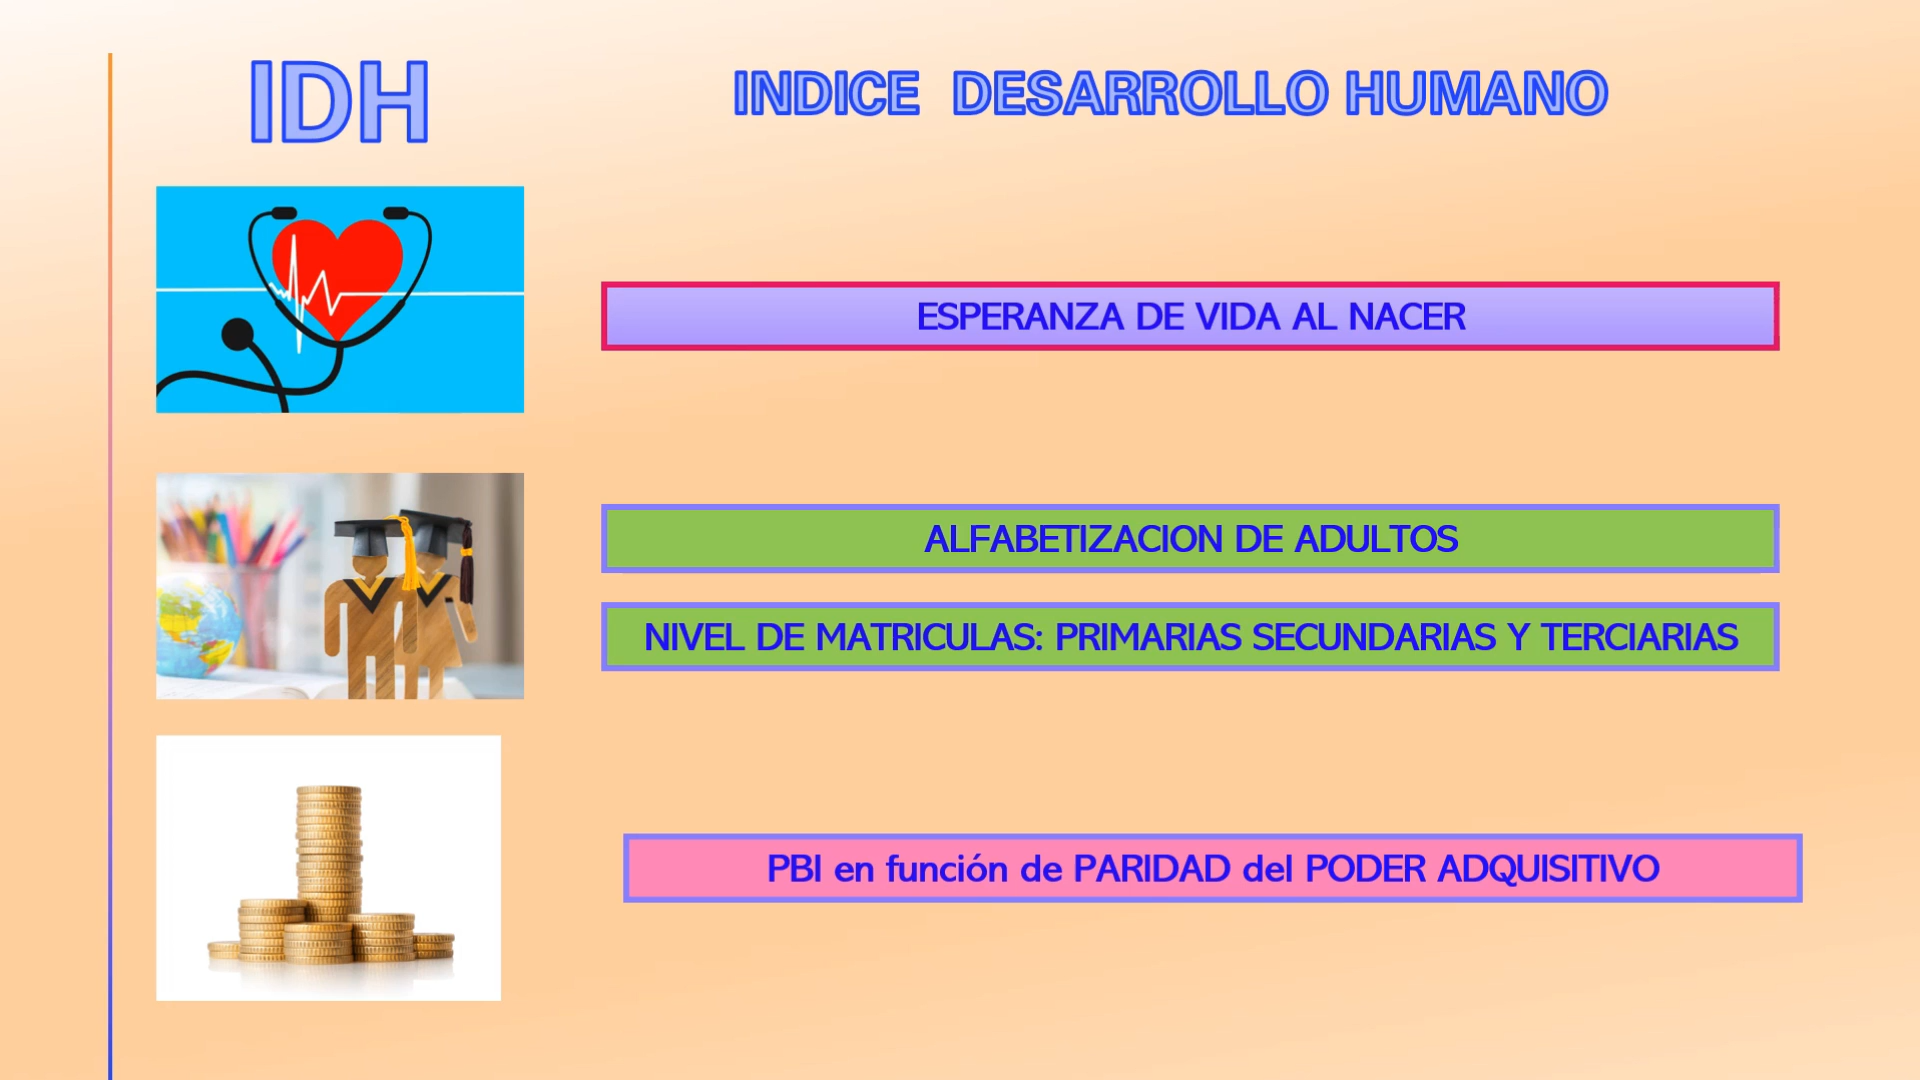 IDH
INDICE DESARROLLO HUMANO
ESPERANZA DE VIDA AL NACER
ALFABETIZACION DE ADULTOS
NIVEL DE MATRICULAS: PRIMARIAS SECUNDARIAS Y TERCIARIAS
PBI en función de PARIDAD del PODER ADQUISITIVO